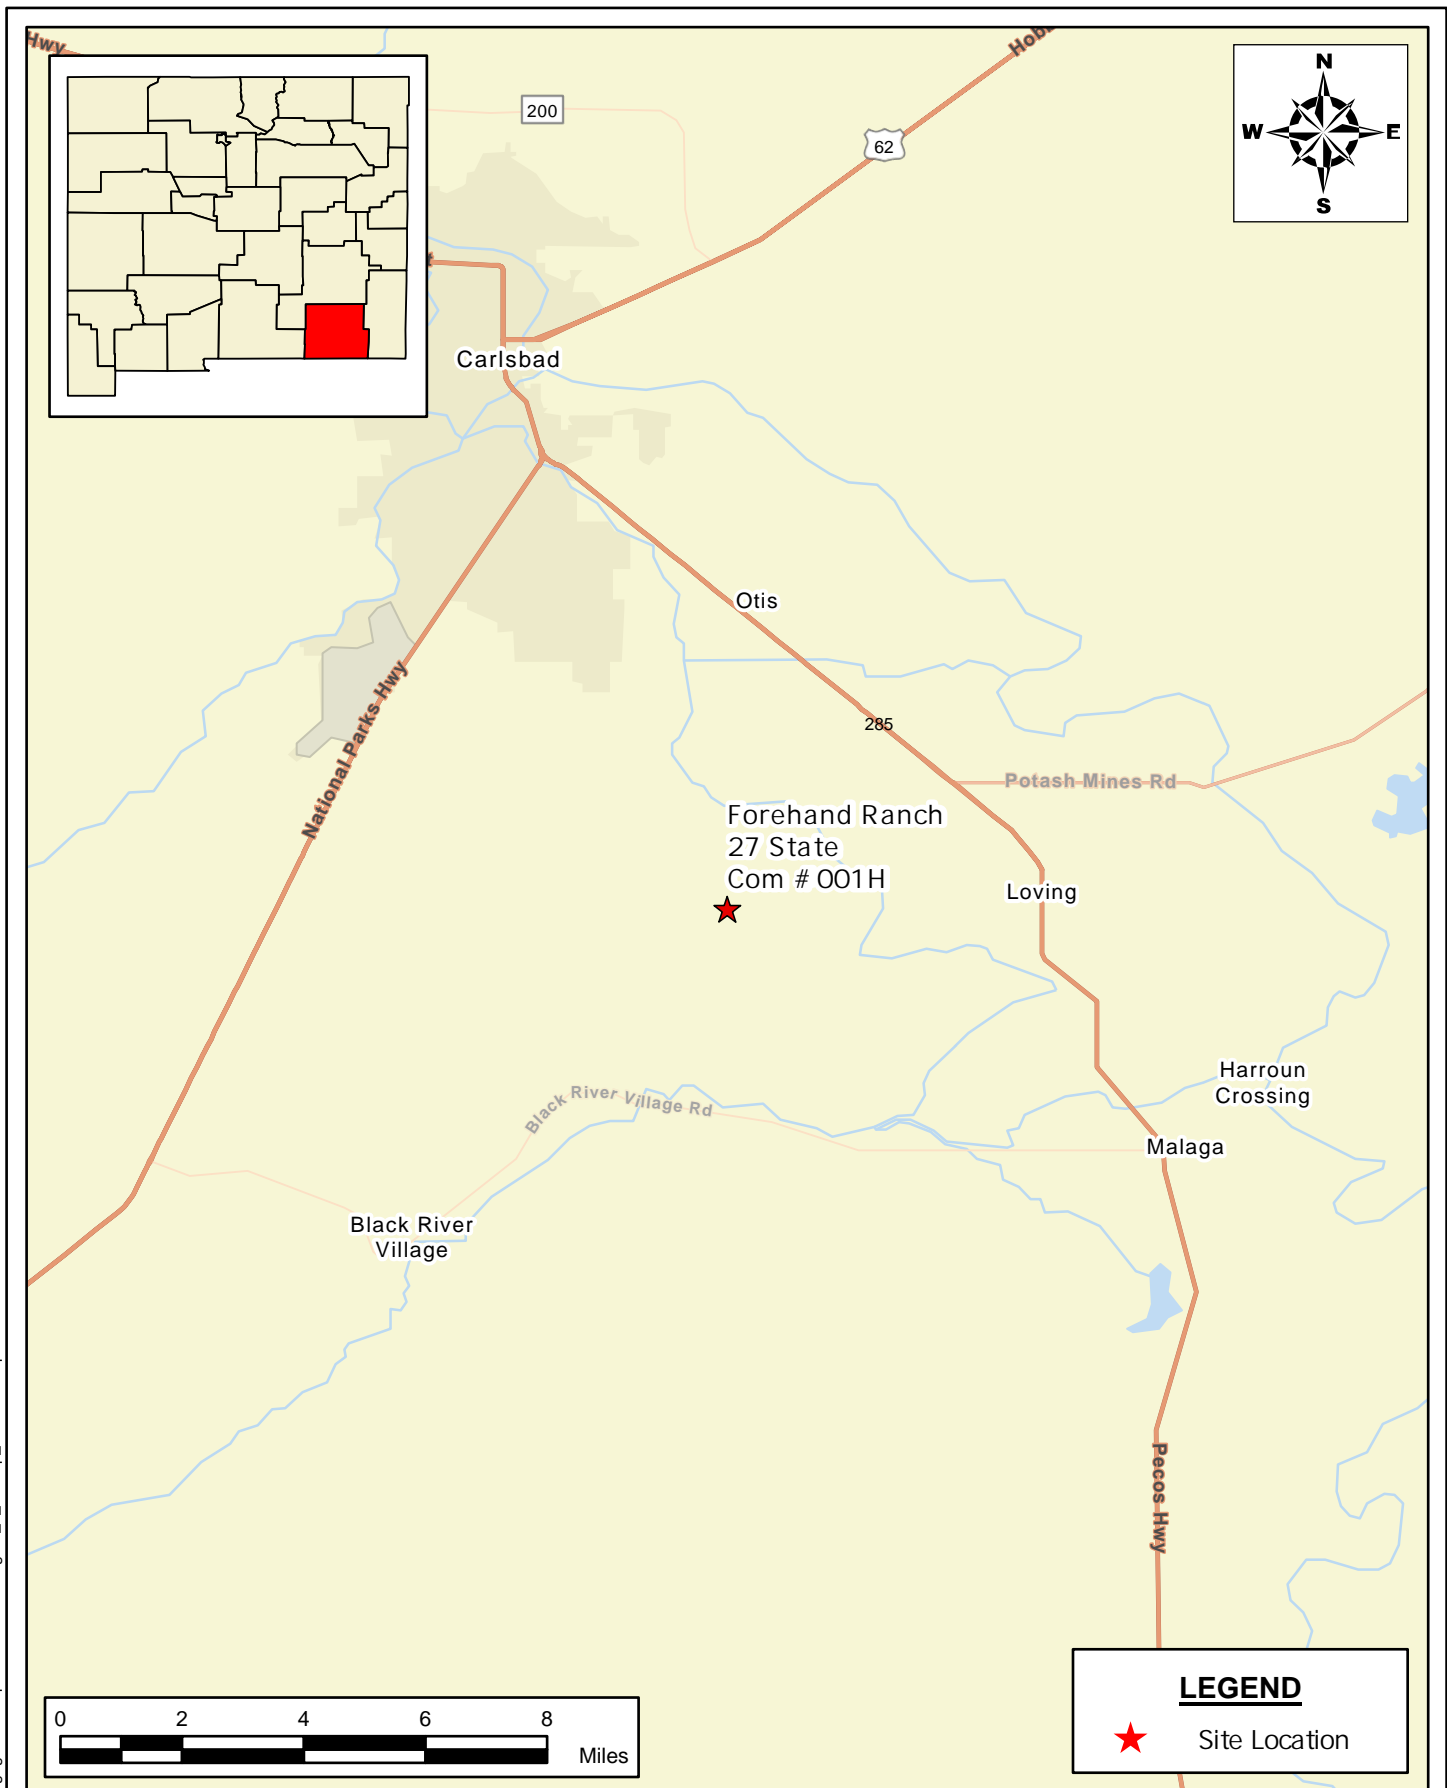 Hwy
200
62
N
W
E
S
Carlsbad
Otis
National Parks Hwy
285
Potash Mines Rd
Forehand Ranch
27 State
Com # 001H
Loving
Harroun
Crossing
Black River Village Rd
Malaga
Black River
Village
Pecos Hwy
0 2 4 6 8
Miles
LEGEND
Site Location